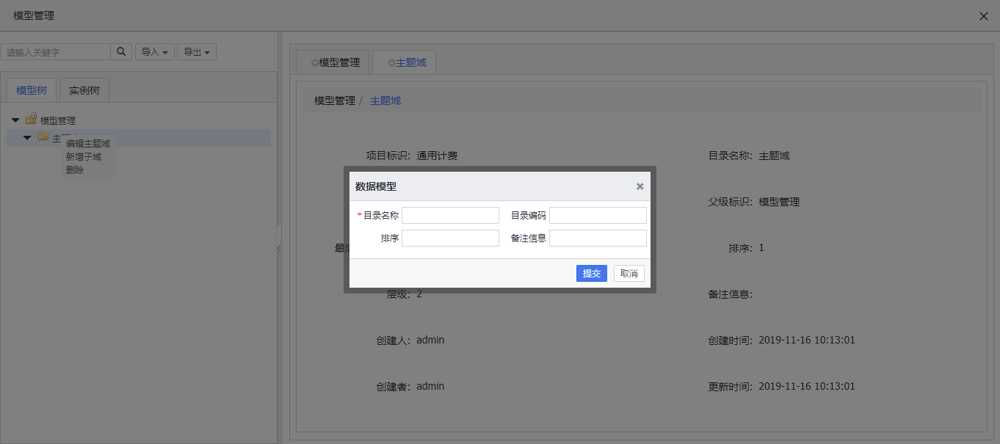 模型管理
请输入关键字 导入 导出
模型树 实例树
模型管理
主
编辑主题域
新增子域
删除
模型管理 主题域
模型管理 / 主题域
项目标识: 通用计费 目录名称: 主题域
父级标识: 模型管理
最后
排序: 1
层级: 2 备注信息:
创建人: admin 创建时间: 2019-11-16 10:13:01
创建者: admin 更新时间: 2019-11-16 10:13:01
数据模型
*目录名称 目录编码
排序 备注信息
提交 取消